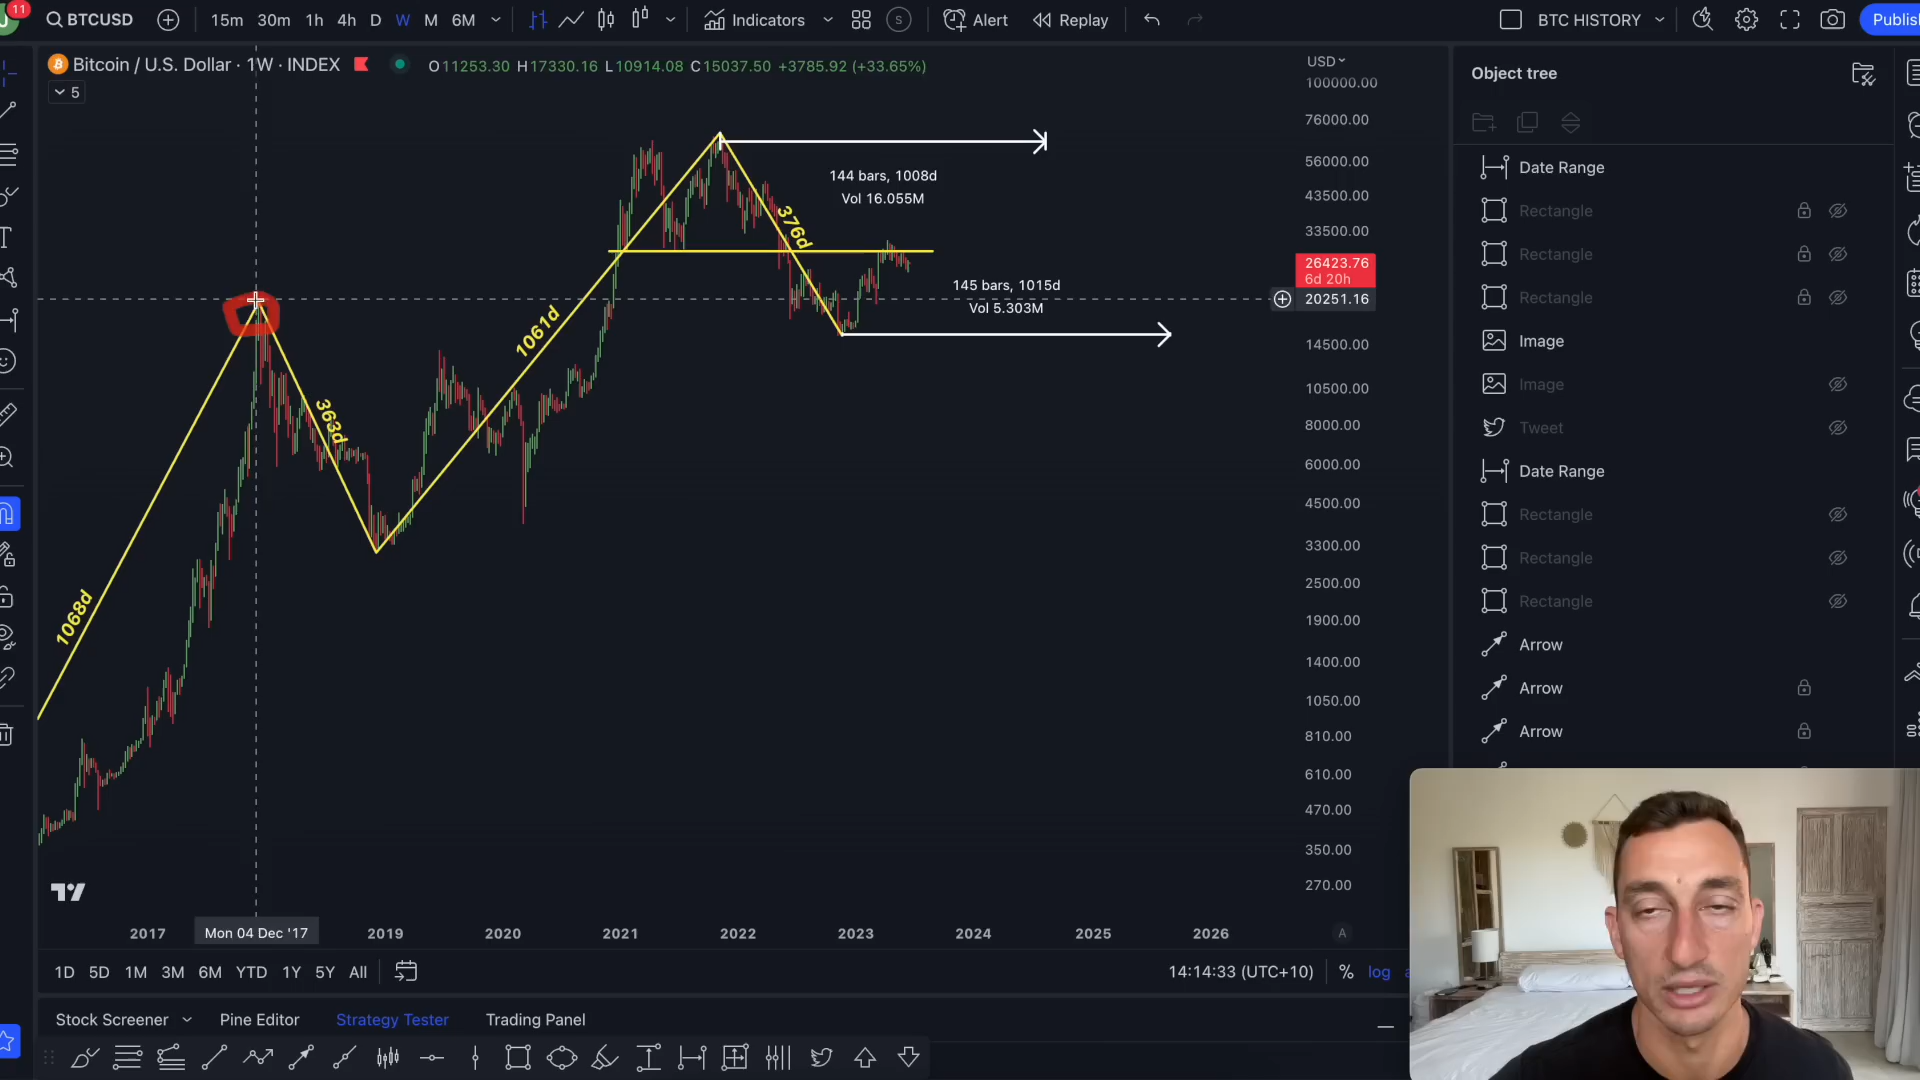 11
BTCUSD
15m 30m 1h 4h D W M 6M
Indicators
S
Alert
Replay
BTC HISTORY
Publis
Bitcoin / U.S. Dollar · 1W · INDEX
O11253.30 H17330.16 L10914.08 C15037.50 +3785.92 (+33.65%)
5
USD
100000.00
76000.00
56000.00
43500.00
33500.00
26423.76
6d 20h
20251.16
14500.00
10500.00
8000.00
6000.00
4500.00
3300.00
2500.00
1900.00
1400.00
1050.00
810.00
610.00
470.00
350.00
270.00
144 bars, 1008d
Vol 16.055M
376d
145 bars, 1015d
Vol 5.303M
1061d
363d
1068d
2017
Mon 04 Dec '17
2019
2020
2021
2022
2023
2024
2025
2026
A
1D 5D 1M 3M 6M YTD 1Y 5Y All
14:14:33 (UTC+10)
%
log
a
Stock Screener
Pine Editor
Strategy Tester
Trading Panel
Object tree
Date Range
Rectangle
Rectangle
Rectangle
Image
Image
Tweet
Date Range
Rectangle
Rectangle
Rectangle
Arrow
Arrow
Arrow